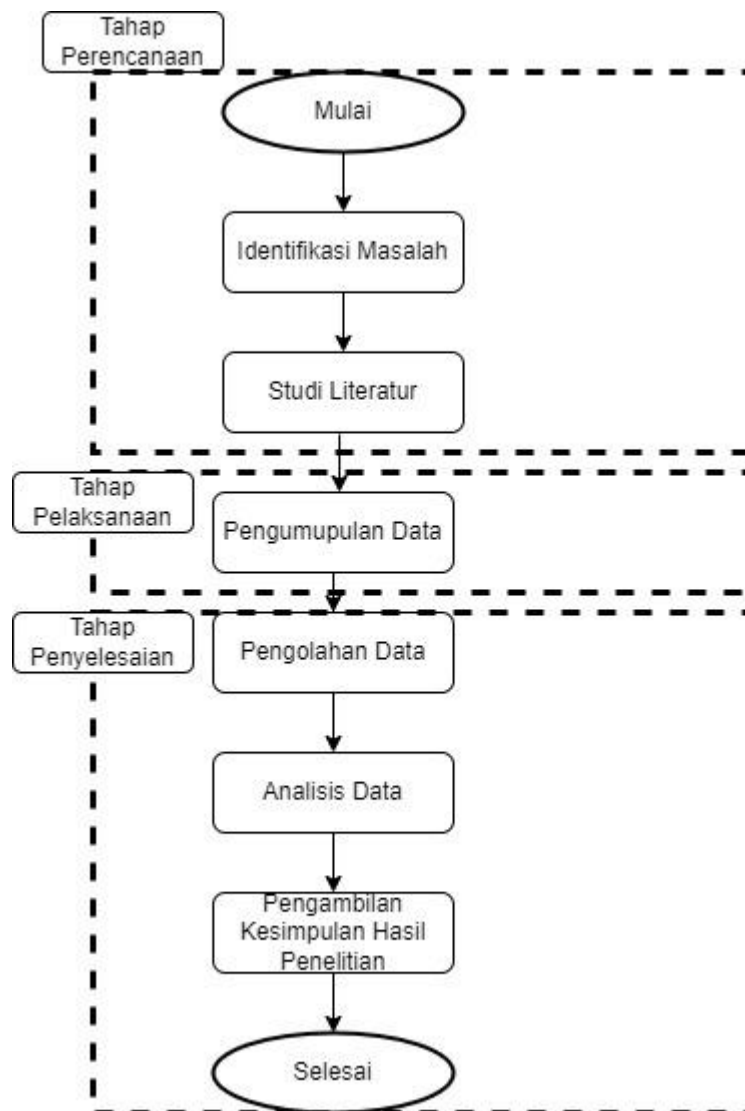 Tahap
Perencanaan
Mulai
Identifikasi Masalah
Studi Literatur
Tahap
Pelaksanaan
Pengumupulan Data
Tahap
Penyelesaian
Pengolahan Data
Analisis Data
Pengambilan
Kesimpulan Hasil
Penelitian
Selesai